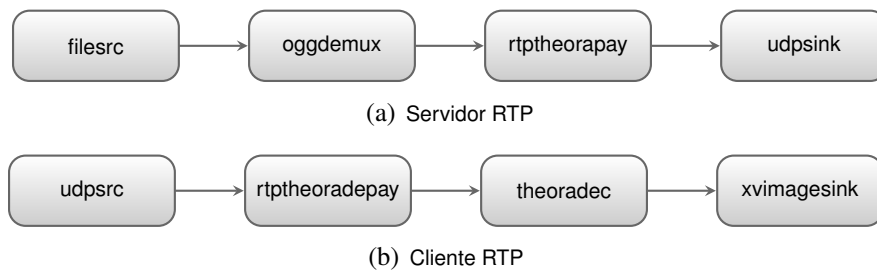 filesrc oggdemux rtptheorapay udpsink
(a) Servidor RTP
udpsrc rtptheoradepay theoradec xvimagesink
(b) Cliente RTP